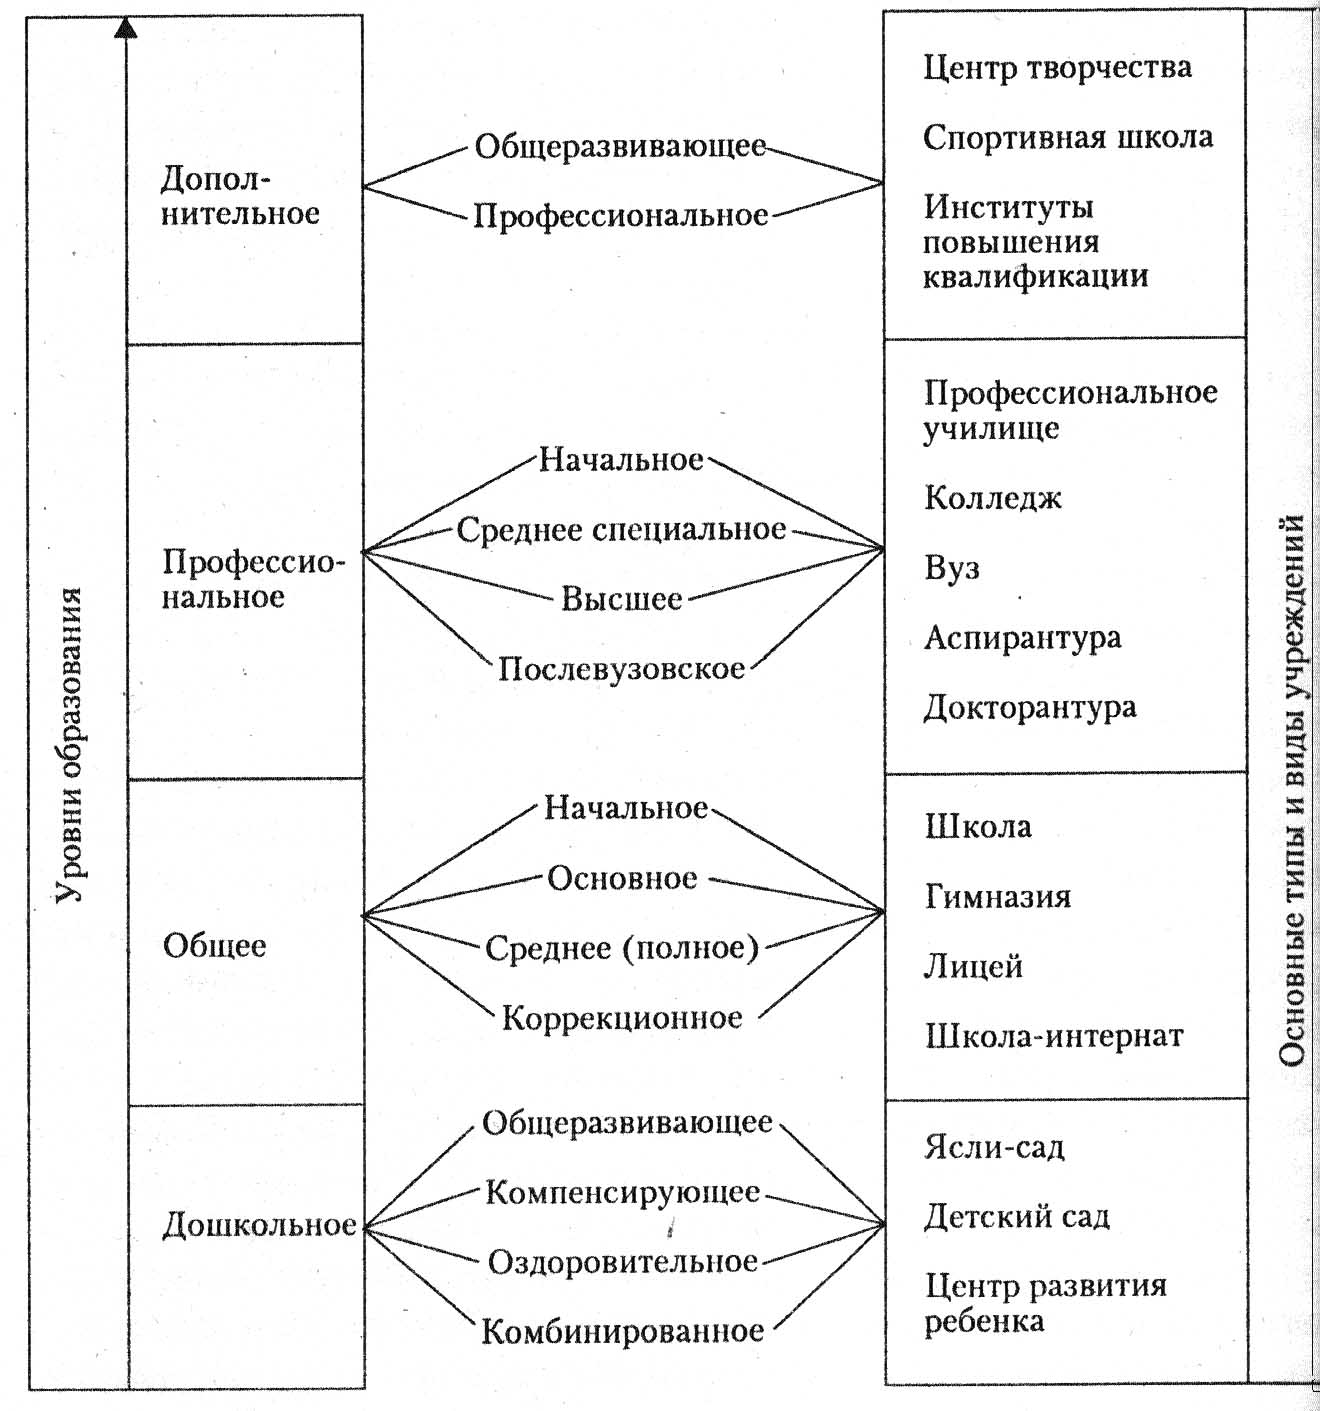 Уровни образования
Допол-
нительное
Общеразвивающее
Профессиональное
Центр творчества
Спортивная школа
Институты
повышения
квалификации
Профессио-
нальное
Начальное
Среднее специальное
Высшее
Послевузовское
Профессиональное
училище
Колледж
Вуз
Аспирантура
Докторантура
Общее
Начальное
Основное
Среднее (полное)
Коррекционное
Школа
Гимназия
Лицей
Школа-интернат
Дошкольное
Общеразвивающее
Компенсирующее
Оздоровительное
Комбинированное
Ясли-сад
Детский сад
Центр развития
ребенка
Основные типы и виды учреждений